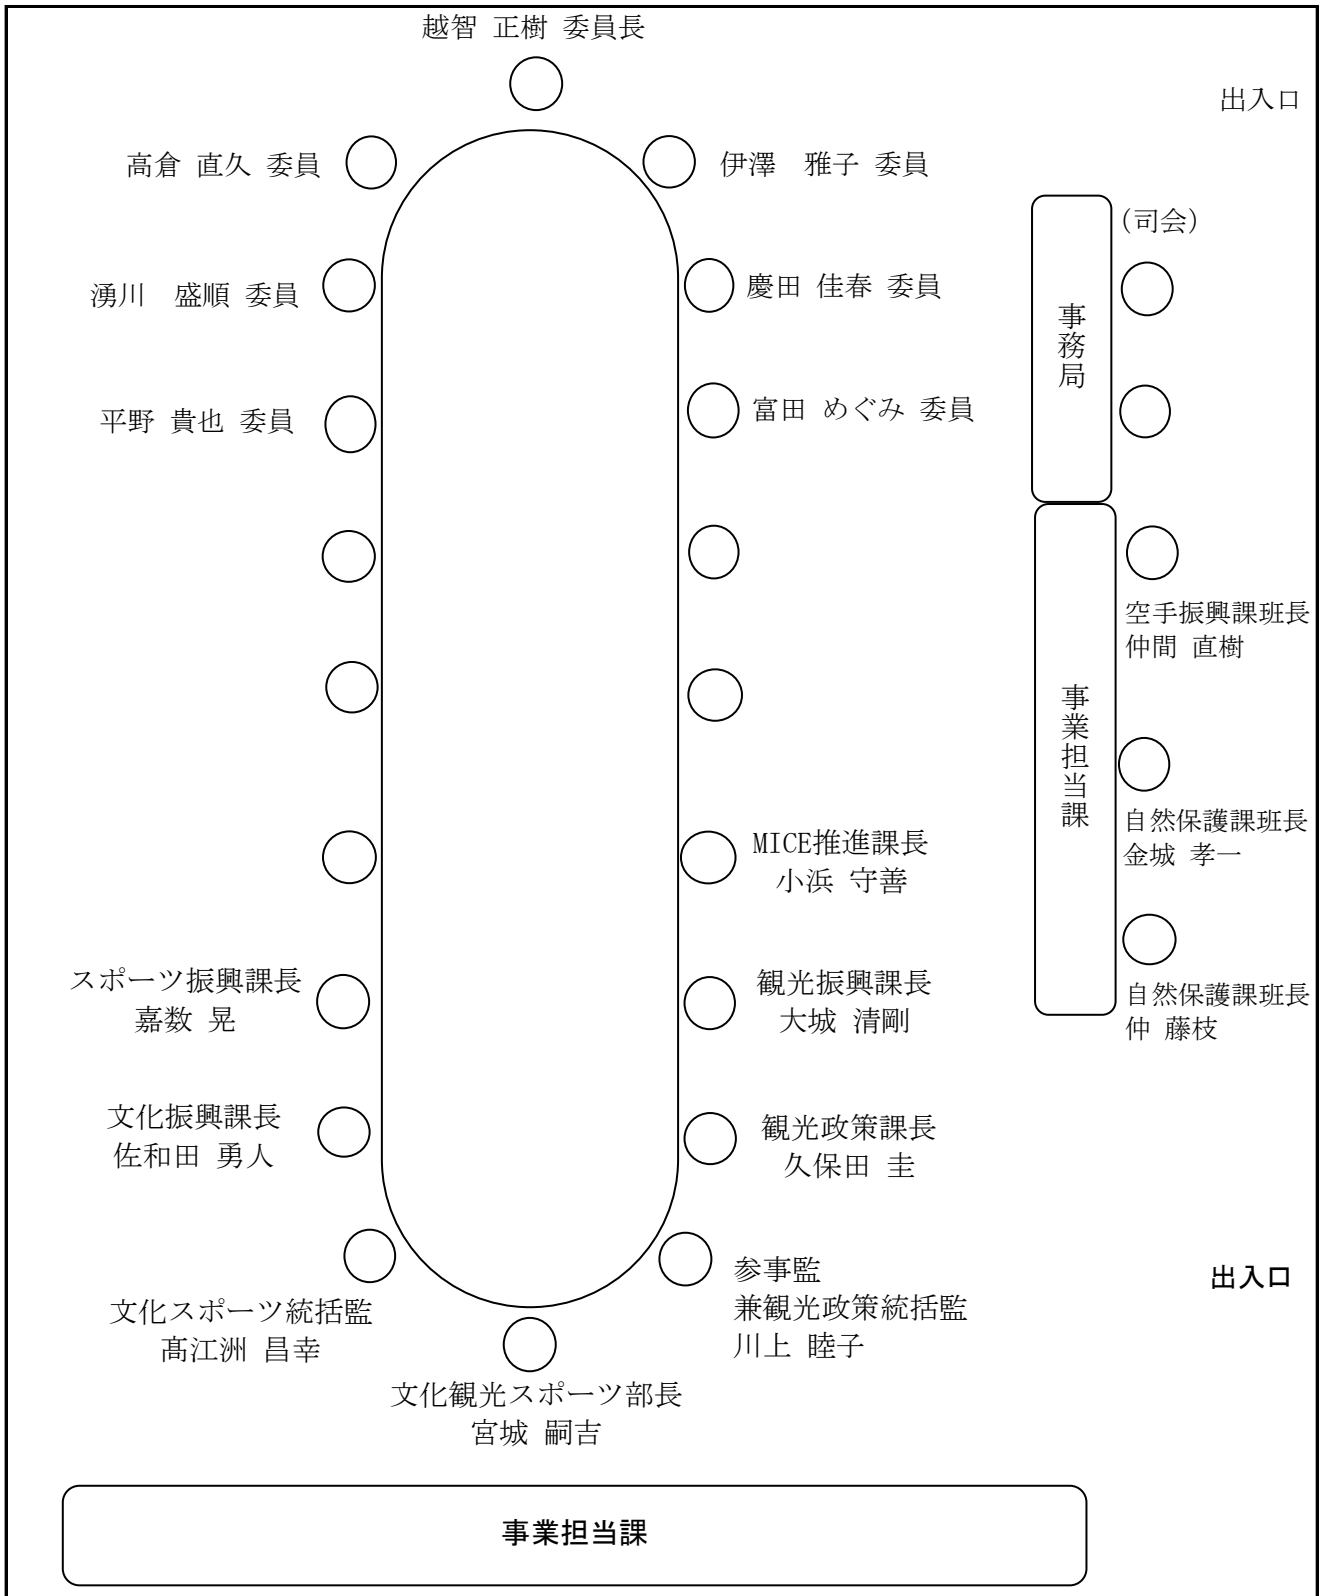 越智 正樹 委員長
出入口
高倉 直久 委員
伊澤　雅子 委員
(司会)
湧川　盛順 委員
慶田 佳春 委員
事務局
平野 貴也 委員
富田 めぐみ 委員
空手振興課班長
仲間 直樹
事業担当課
MICE推進課長
小浜 守善
自然保護課班長
金城 孝一
スポーツ振興課長
嘉数 晃
観光振興課長
大城 清剛
自然保護課班長
仲 藤枝
文化振興課長
佐和田 勇人
観光政策課長
久保田 圭
文化スポーツ統括監
髙江洲 昌幸
参事監
兼観光政策統括監
川上 睦子
出入口
文化観光スポーツ部長
宮城 嗣吉
事業担当課